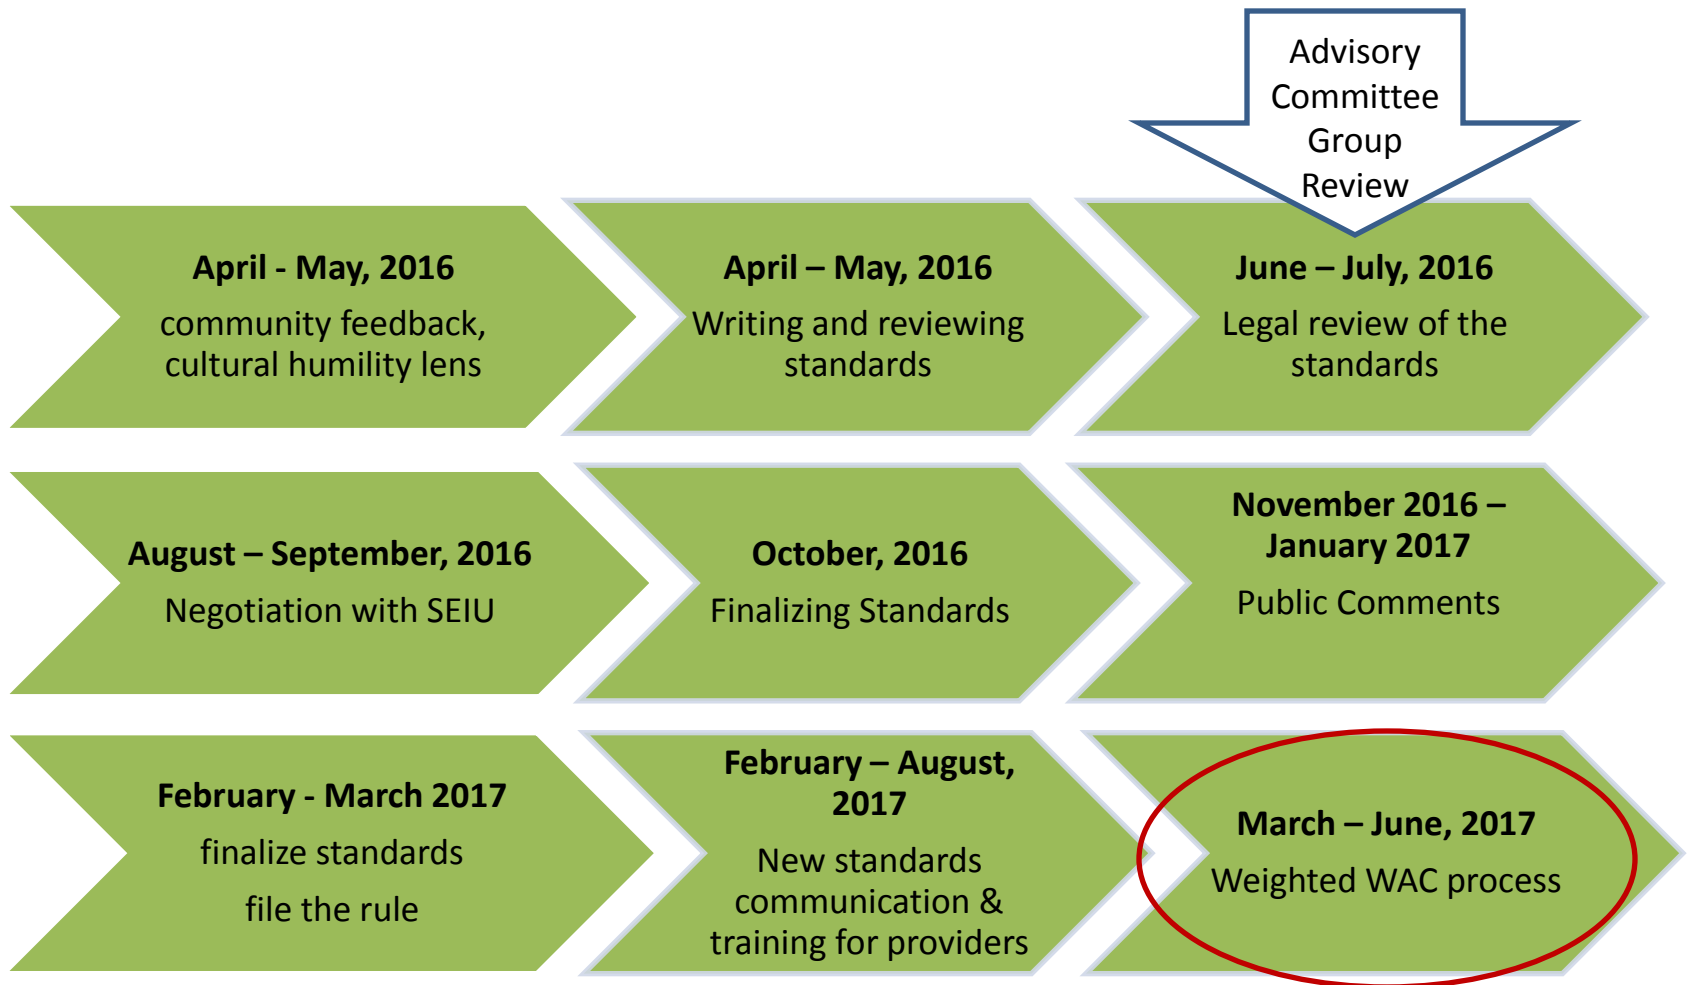 Advisory
Committee
Group
Review
April - May, 2016
community feedback,
cultural humility lens
April – May, 2016
Writing and reviewing
standards
June – July, 2016
Legal review of the
standards
August – September, 2016
Negotiation with SEIU
October, 2016
Finalizing Standards
November 2016 –
January 2017
Public Comments
February - March 2017
finalize standards
file the rule
February – August,
2017
New standards
communication &
training for providers
March – June, 2017
Weighted WAC process